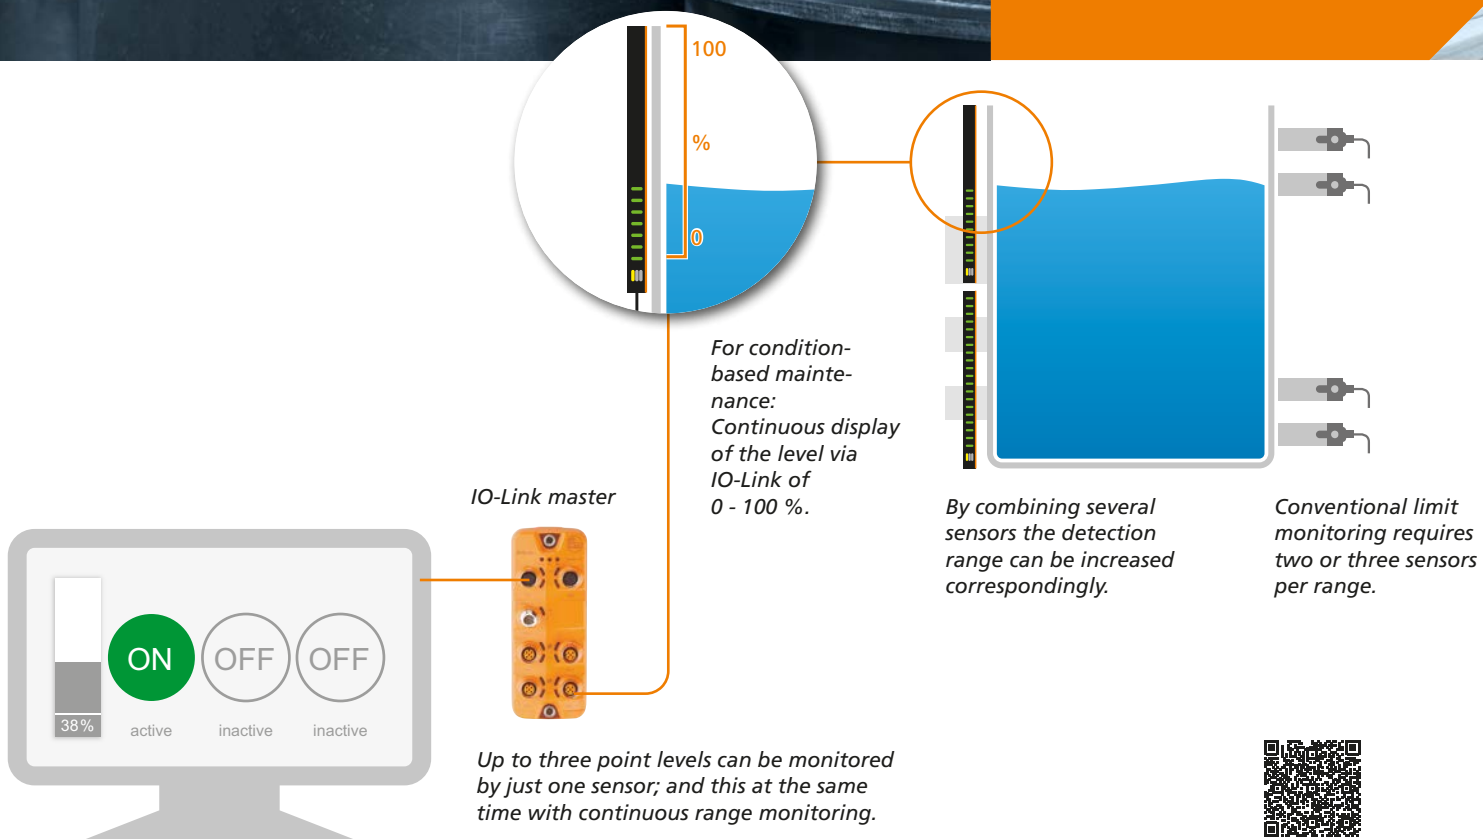 100
%
0
For condition-
based mainte-
nance:
Continuous display
of the level via
IO-Link of
0 - 100 %.
By combining several
sensors the detection
range can be increased
correspondingly.
Conventional limit
monitoring requires
two or three sensors
per range.
IO-Link master
38%
ON
OFF
OFF
active
inactive
inactive
Up to three point levels can be monitored
by just one sensor; and this at the same
time with continuous range monitoring.